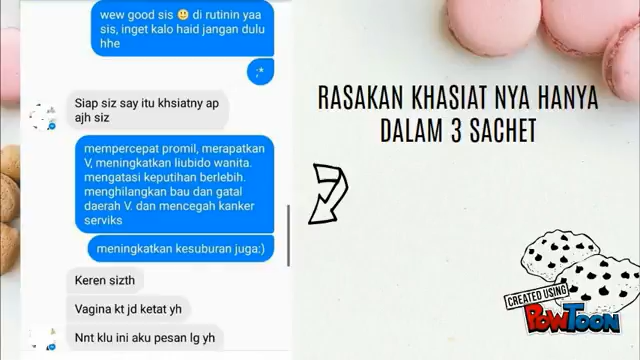 wew good sis 🙂 di rutinin yaa
sis, inget kalo haid jangan dulu
hhe
;*
Siap siz say itu khsiatny ap
ajh siz
mempercepat promil, merapatkan
V, meningkatkan liubido wanita.
mengatasi keputihan berlebih.
menghilangkan bau dan gatal
daerah V. dan mencegah kanker
serviks
meningkatkan kesuburan juga:)
Keren sizth
Vagina kt jd ketat yh
Nnt klu ini aku pesan lg yh
RASAKAN KHASIAT NYA HANYA
DALAM 3 SACHET
CREATED USING
POWTOON